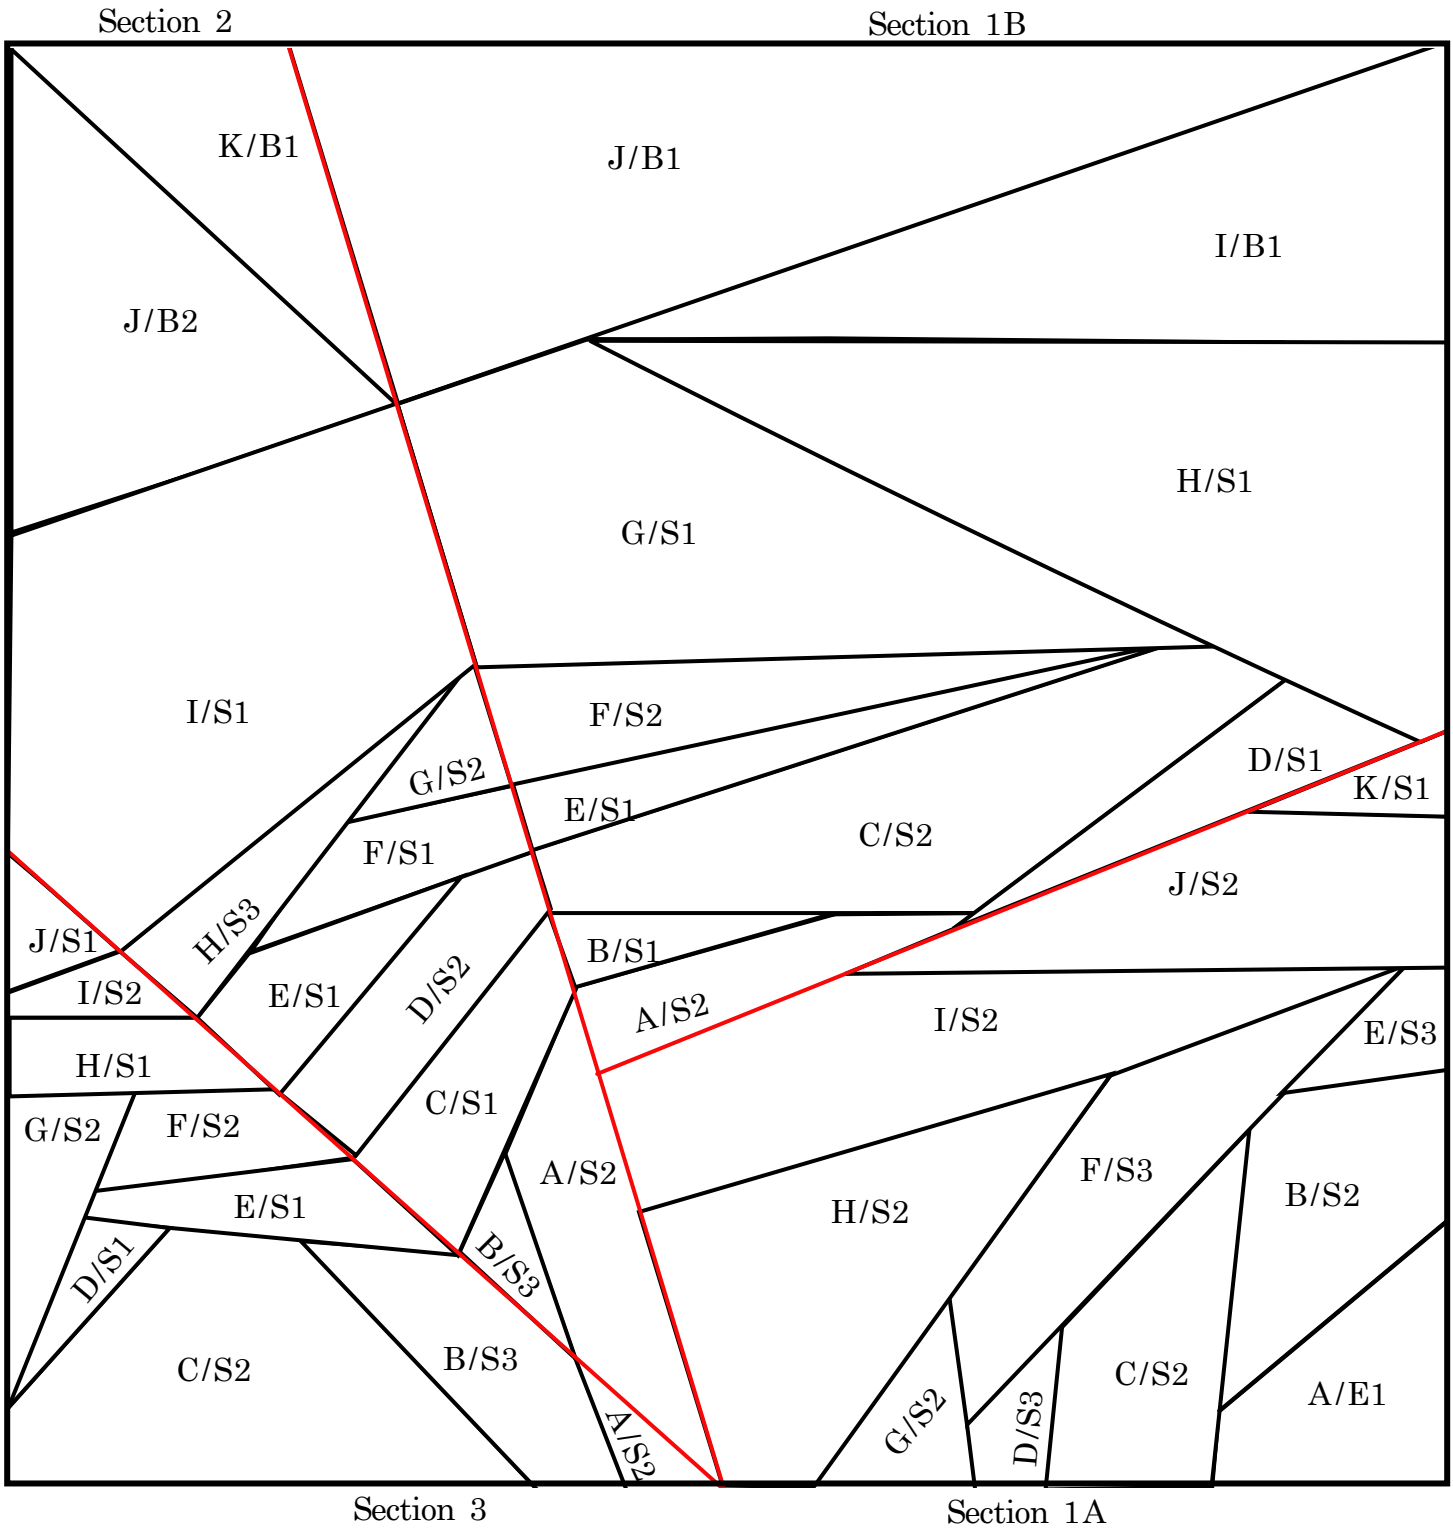 Section 2
Section 1B
K/B1
J/B1
I/B1
J/B2
H/S1
G/S1
I/S1
F/S2
G/S2
D/S1
K/S1
E/S1
C/S2
F/S1
J/S2
H/S3
J/S1
B/S1
D/S2
I/S2
E/S1
A/S2
I/S2
E/S3
H/S1
C/S1
G/S2
F/S2
A/S2
F/S3
B/S2
E/S1
H/S2
D/S1
B/S3
C/S2
B/S3
C/S2
A/E1
G/S2
D/S3
A/S2
Section 3
Section 1A